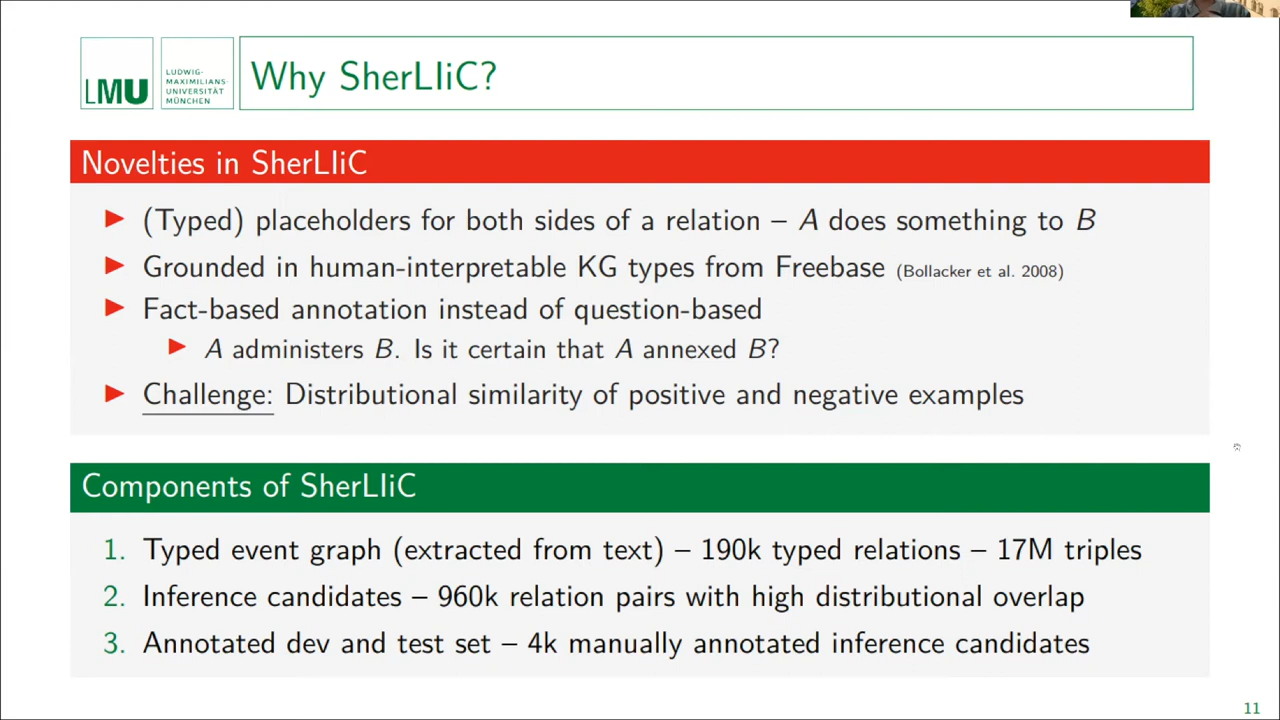 LMU
LUDWIG-
MAXIMILIANS-
UNIVERSITÄT
MÜNCHEN
Why SherLIiC?
Novelties in SherLIiC
(Typed) placeholders for both sides of a relation – A does something to B
Grounded in human-interpretable KG types from Freebase (Bollacker et al. 2008)
Fact-based annotation instead of question-based
A administers B. Is it certain that A annexed B?
Challenge: Distributional similarity of positive and negative examples
Components of SherLIiC
1. Typed event graph (extracted from text) – 190k typed relations – 17M triples
2. Inference candidates – 960k relation pairs with high distributional overlap
3. Annotated dev and test set – 4k manually annotated inference candidates
11